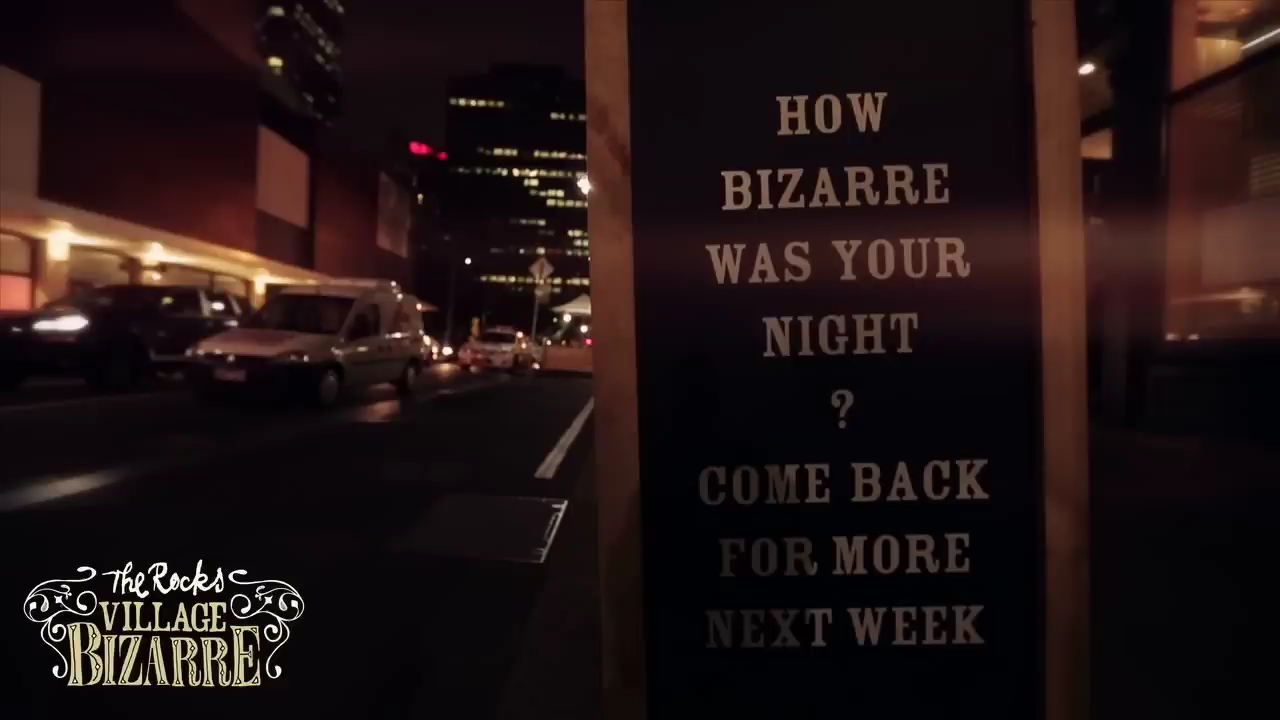 HOW
BIZARRE
WAS YOUR
NIGHT
?
COME BACK
FOR MORE
NEXT WEEK
The Rocks
VILLAGE
BIZARRE